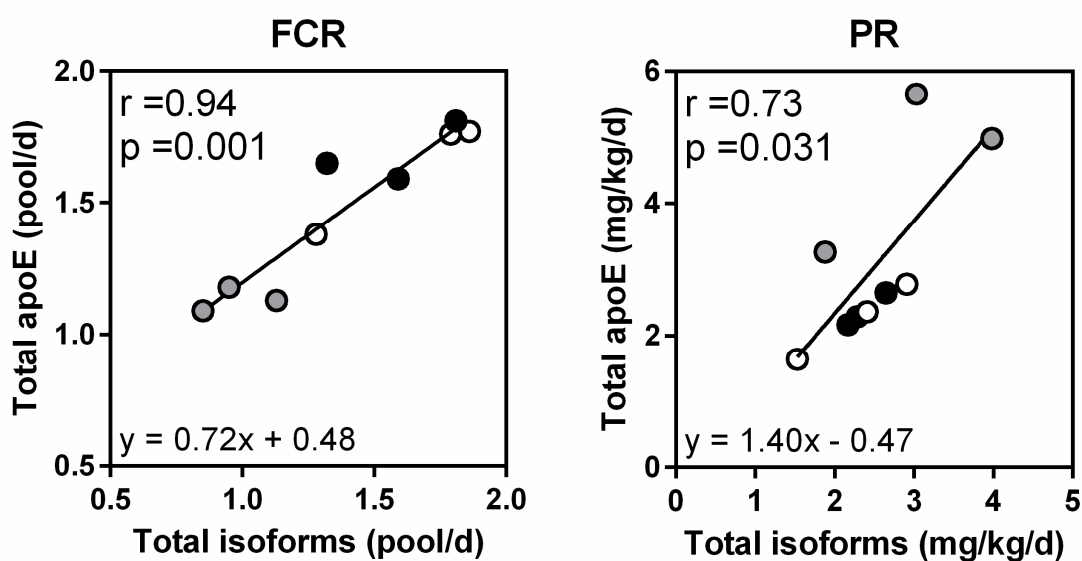 FCR
r =0.94
p =0.001
y = 0.72x + 0.48
2.0
1.5
1.0
0.5
0.5 1.0 1.5 2.0
Total apoE (pool/d)
Total isoforms (pool/d)
PR
r =0.73
p =0.031
y = 1.40x - 0.47
6
4
2
0
0 1 2 3 4 5
Total apoE (mg/kg/d)
Total isoforms (mg/kg/d)